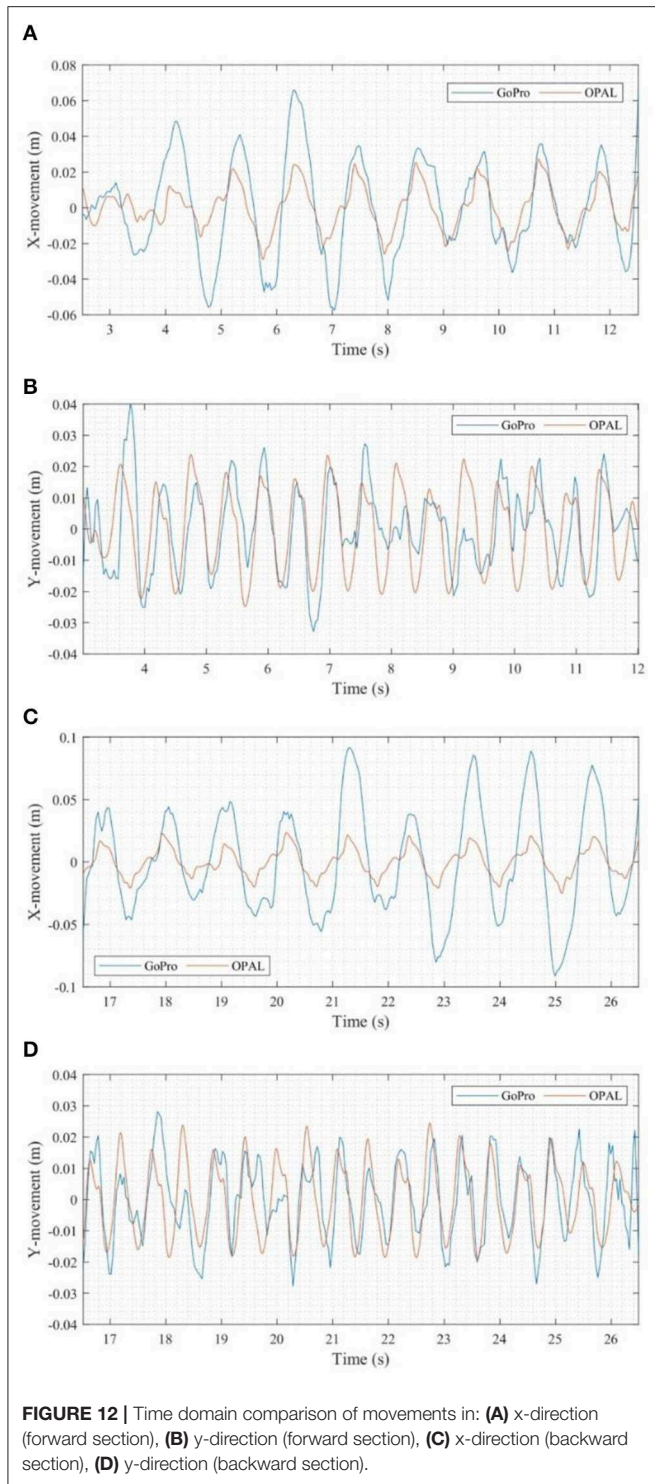 A
0.08
0.06
0.04
0.02
0
-0.02
-0.04
-0.06
X-movement (m)
GoPro OPAL
3 4 5 6 7 8 9 10 11 12
Time (s)
B
0.04
0.03
0.02
0.01
0
-0.01
-0.02
-0.03
-0.04
Y-movement (m)
GoPro OPAL
4 5 6 7 8 9 10 11 12
Time (s)
C
0.1
0.05
0
-0.05
-0.1
X-movement (m)
GoPro OPAL
17 18 19 20 21 22 23 24 25 26
Time (s)
D
0.04
0.03
0.02
0.01
0
-0.01
-0.02
-0.03
-0.04
Y-movement (m)
GoPro OPAL
17 18 19 20 21 22 23 24 25 26
Time (s)
FIGURE 12 | Time domain comparison of movements in: (A) x-direction
(forward section), (B) y-direction (forward section), (C) x-direction (backward
section), (D) y-direction (backward section).